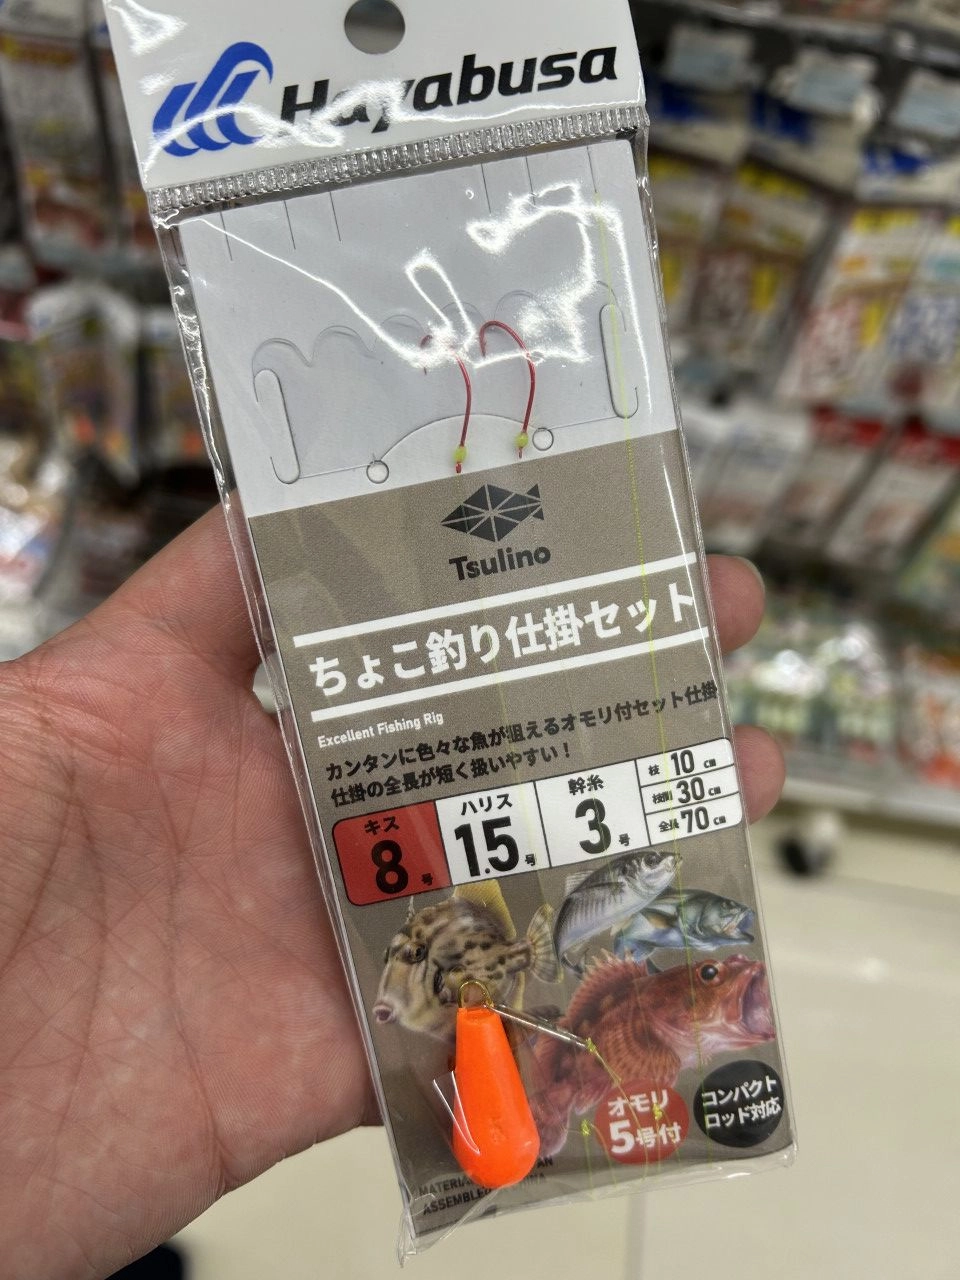 Hayabusa
Tsulino
ちょこ釣り仕掛セット
Excellent Fishing Rig
カンタンに色々な魚が狙えるオモリ付セット仕掛
仕掛の全長が短く扱いやすい！
キス 8号
ハリス 1.5号
幹糸 3号
枝 10cm
枝間 30cm
全長 70cm
オモリ
5号付
コンパクト
ロッド対応
ASSEMBLED